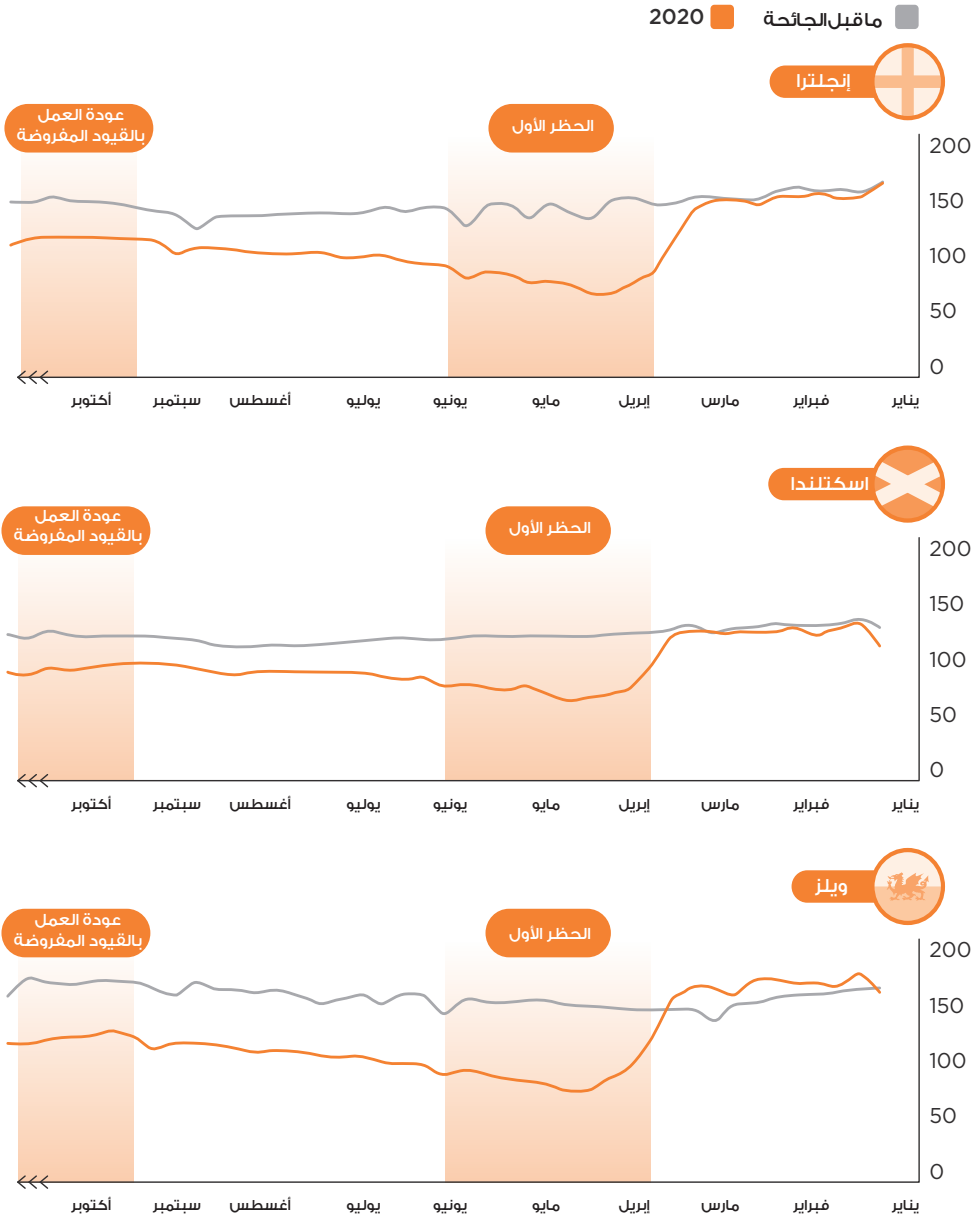 ماقبل الجائحة
2020
إنجلترا
الحظر الأول
عودة العمل
بالقيود المفروضة
200
150
100
50
0
يناير
فبراير
مارس
إبريل
مايو
يونيو
يوليو
أغسطس
سبتمبر
أكتوبر
اسكتلندا
الحظر الأول
عودة العمل
بالقيود المفروضة
200
150
100
50
0
يناير
فبراير
مارس
إبريل
مايو
يونيو
يوليو
أغسطس
سبتمبر
أكتوبر
ويلز
الحظر الأول
عودة العمل
بالقيود المفروضة
200
150
100
50
0
يناير
فبراير
مارس
إبريل
مايو
يونيو
يوليو
أغسطس
سبتمبر
أكتوبر